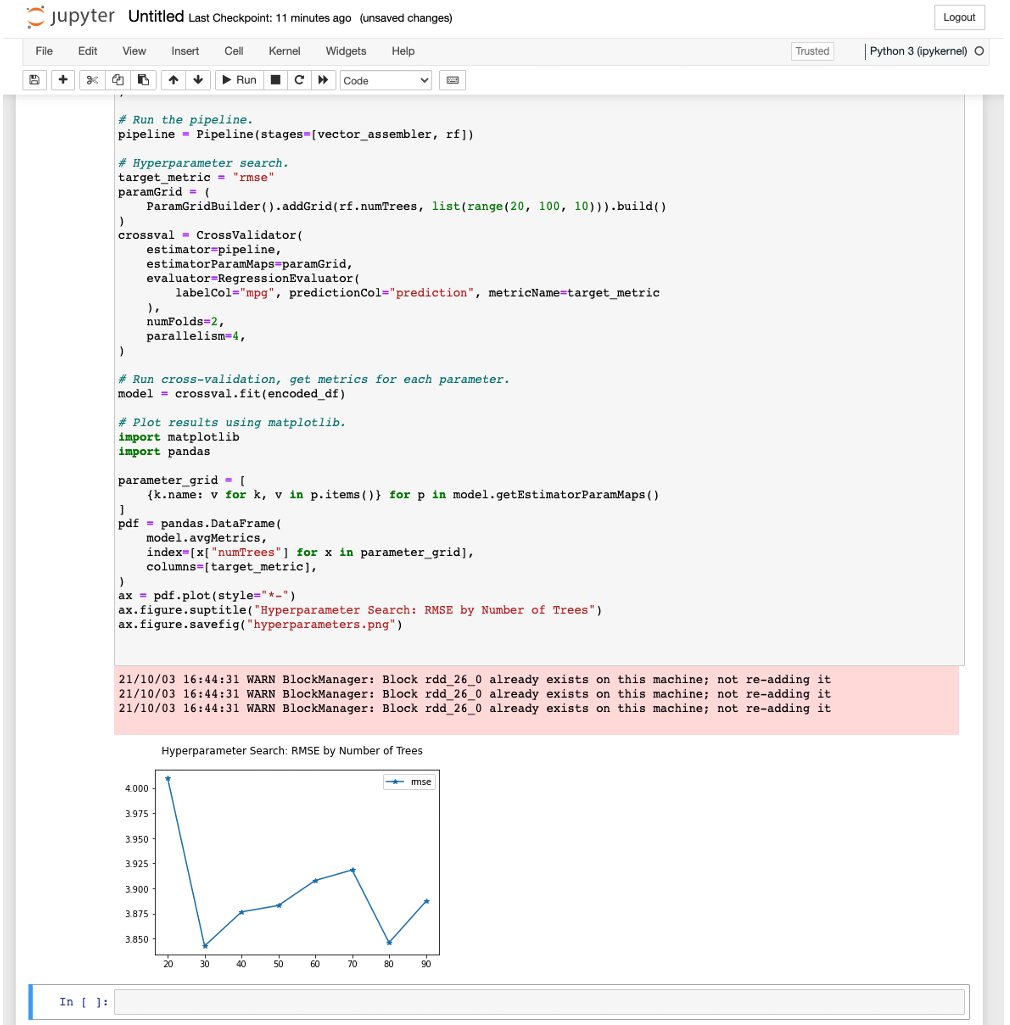 jupyter Untitled Last Checkpoint: 11 minutes ago (unsaved changes) Logout
File Edit View Insert Cell Kernel Widgets Help Trusted Python 3 (ipykernel)
Run Code
# Run the pipeline.
pipeline = Pipeline(stages=[vector_assembler, rf])
# Hyperparameter search.
target_metric = "rmse"
paramGrid = (
    ParamGridBuilder().addGrid(rf.numTrees, list(range(20, 100, 10))).build()
)
crossval = CrossValidator(
    estimator=pipeline,
    estimatorParamMaps=paramGrid,
    evaluator=RegressionEvaluator(
        labelCol="mpg", predictionCol="prediction", metricName=target_metric
    ),
    numFolds=2,
    parallelism=4,
)
# Run cross-validation, get metrics for each parameter.
model = crossval.fit(encoded_df)
# Plot results using matplotlib.
import matplotlib
import pandas
parameter_grid = [
    {k.name: v for k, v in p.items()} for p in model.getEstimatorParamMaps()
]
pdf = pandas.DataFrame(
    model.avgMetrics,
    index=[x["numTrees"] for x in parameter_grid],
    columns=[target_metric],
)
ax = pdf.plot(style="*-")
ax.figure.suptitle("Hyperparameter Search: RMSE by Number of Trees")
ax.figure.savefig("hyperparameters.png")
21/10/03 16:44:31 WARN BlockManager: Block rdd_26_0 already exists on this machine; not re-adding it
21/10/03 16:44:31 WARN BlockManager: Block rdd_26_0 already exists on this machine; not re-adding it
21/10/03 16:44:31 WARN BlockManager: Block rdd_26_0 already exists on this machine; not re-adding it
Hyperparameter Search: RMSE by Number of Trees
rmse
4.000
3.975
3.950
3.925
3.900
3.875
3.850
20 30 40 50 60 70 80 90
In [ ]: